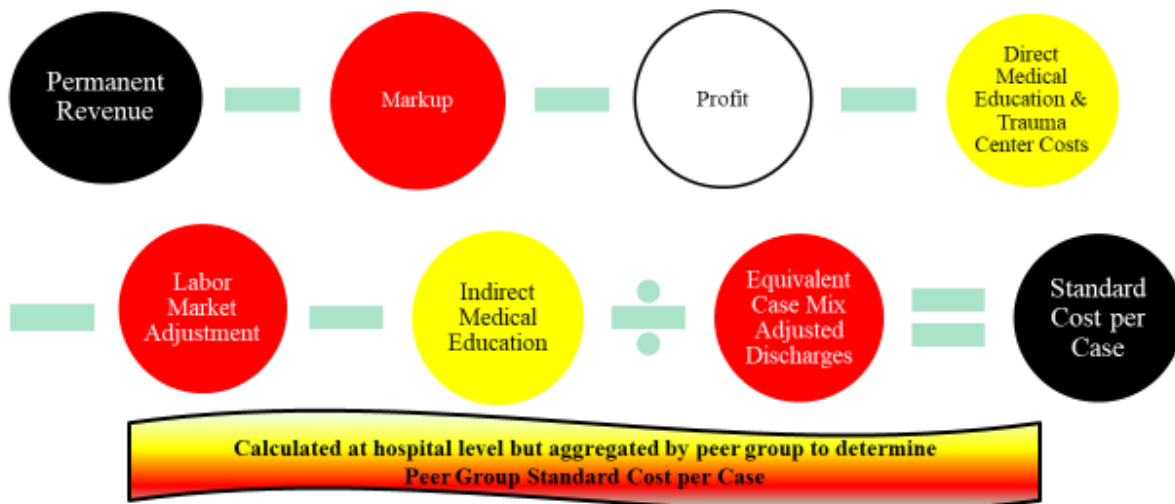 Permanent
Revenue
Markup
Profit
Direct
Medical
Education &
Trauma
Center Costs
Labor
Market
Adjustment
Indirect
Medical
Education
Equivalent
Case Mix
Adjusted
Discharges
Standard
Cost per
Case
Calculated at hospital level but aggregated by peer group to determine
Peer Group Standard Cost per Case